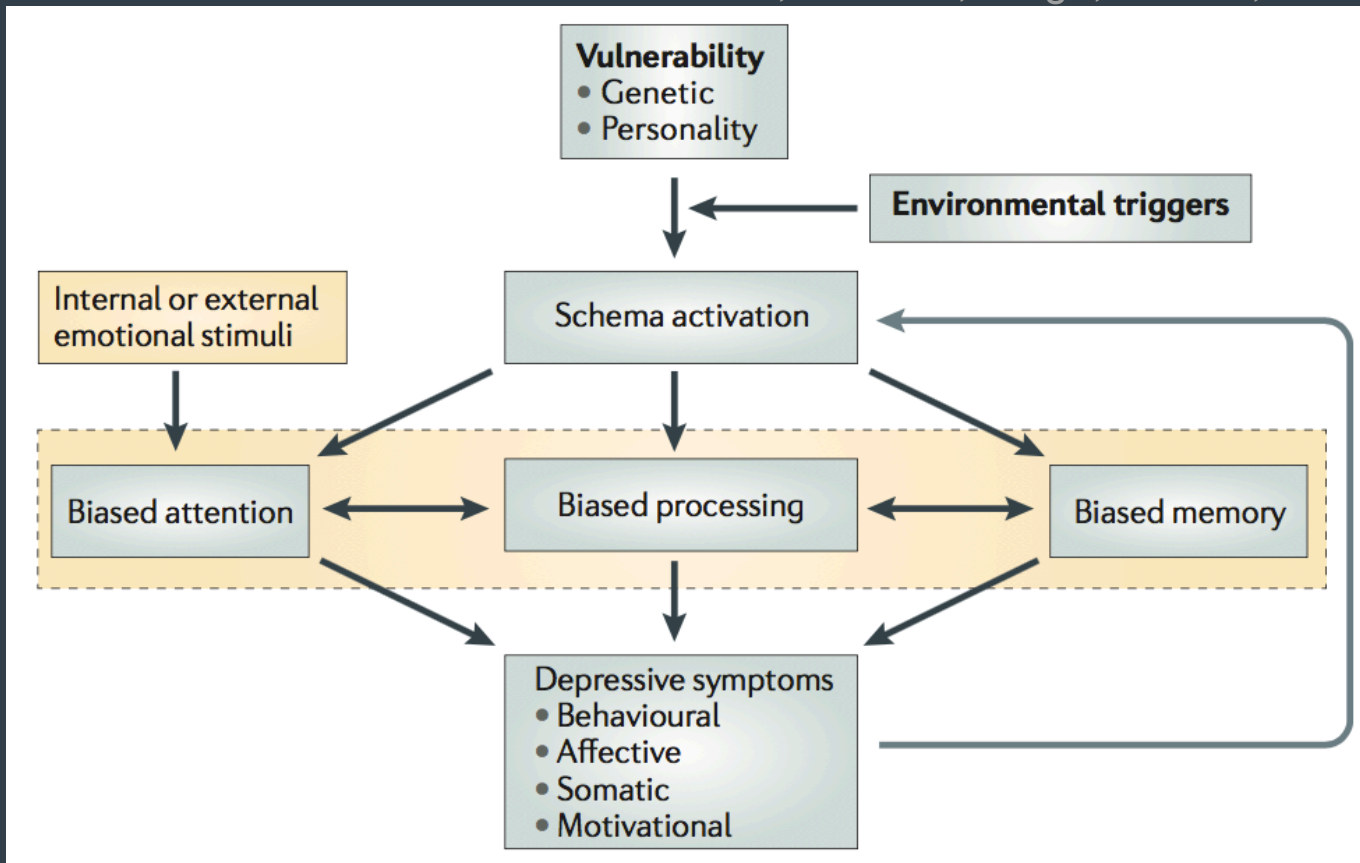 Vulnerability
• Genetic
• Personality
Environmental triggers
Internal or external
emotional stimuli
Schema activation
Biased attention
Biased processing
Biased memory
Depressive symptoms
• Behavioural
• Affective
• Somatic
• Motivational